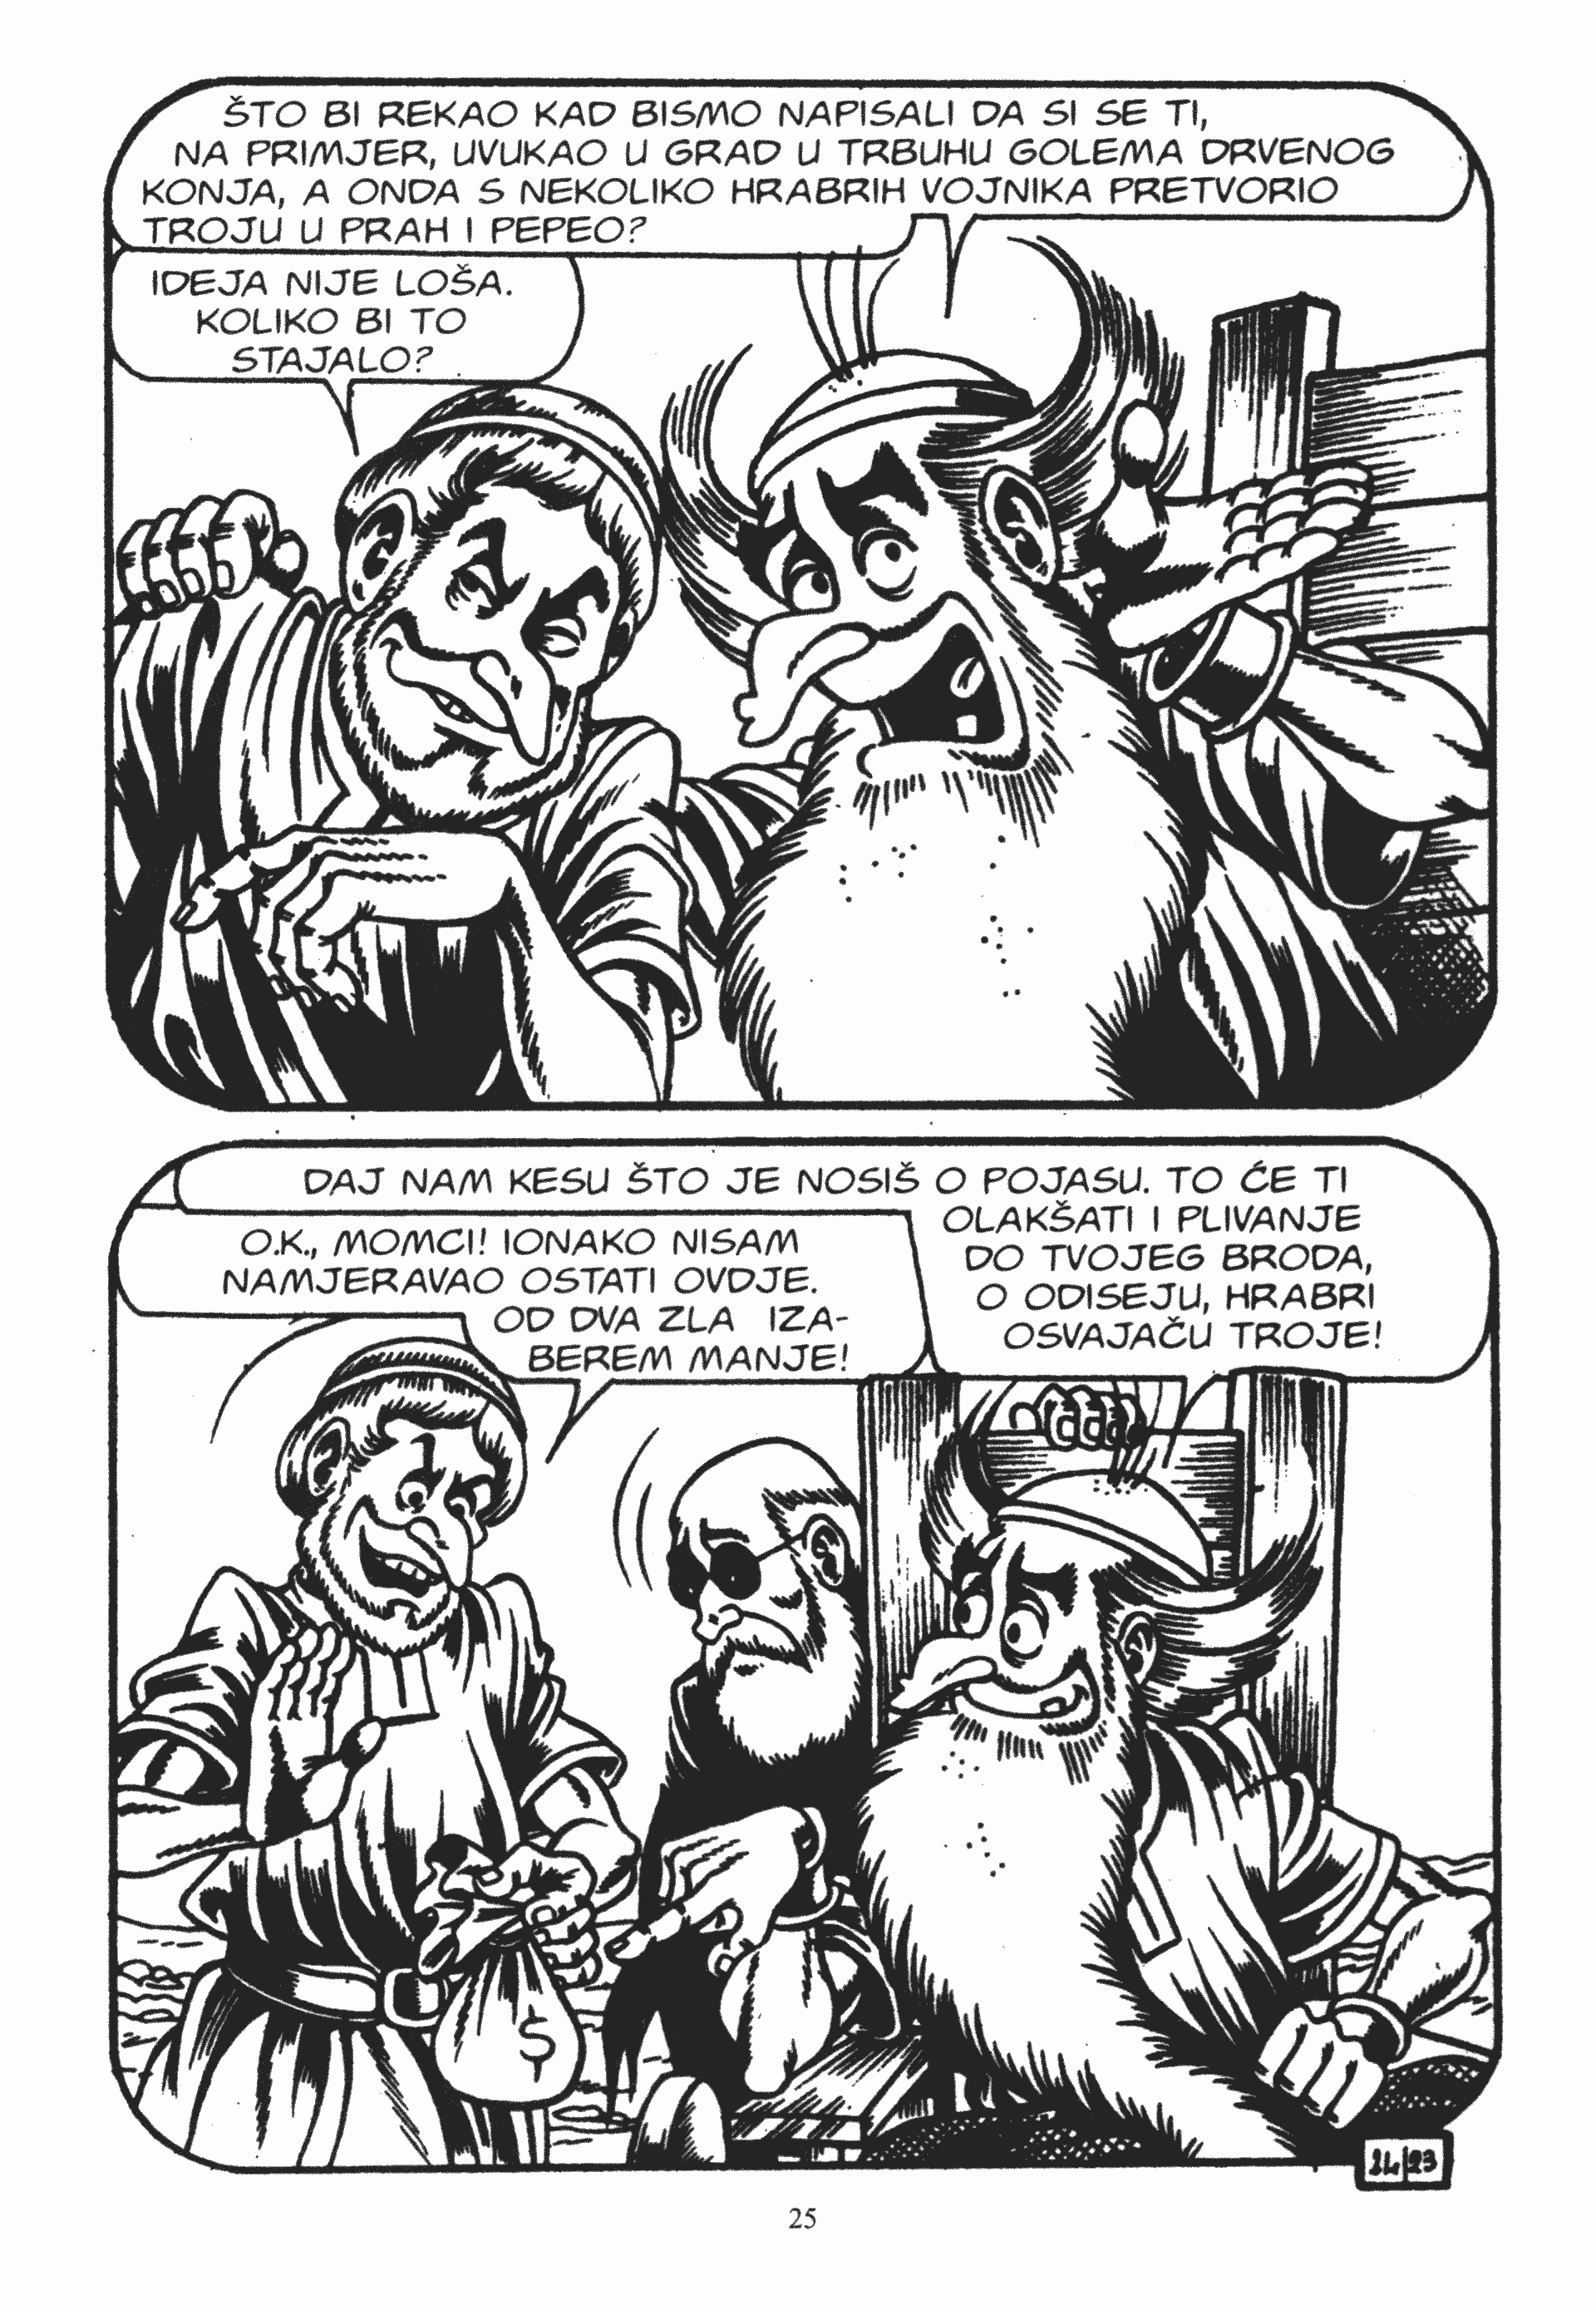 ŠTO BI REKAO KAD BISMO NAPISALI DA SI SE TI,
NA PRIMJER, UVUKAO U GRAD U TRBUHU GOLEMA DRVENOG
KONJA, A ONDA S NEKOLIKO HRABRIH VOJNIKA PRETVORIO
TROJU U PRAH I PEPEO?
IDEJA NIJE LOŠA.
KOLIKO BI TO
STAJALO?
DAJ NAM KESU ŠTO JE NOSIŠ O POJASU. TO ĆE TI
OLAKŠATI I PLIVANJE
DO TVOJEG BRODA,
O ODISEJU, HRABRI
OSVAJAČU TROJE!
O.K., MOMCI! IONAKO NISAM
NAMJERAVAO OSTATI OVDJE.
OD DVA ZLA IZA-
BEREM MANJE!
$
24/23
25